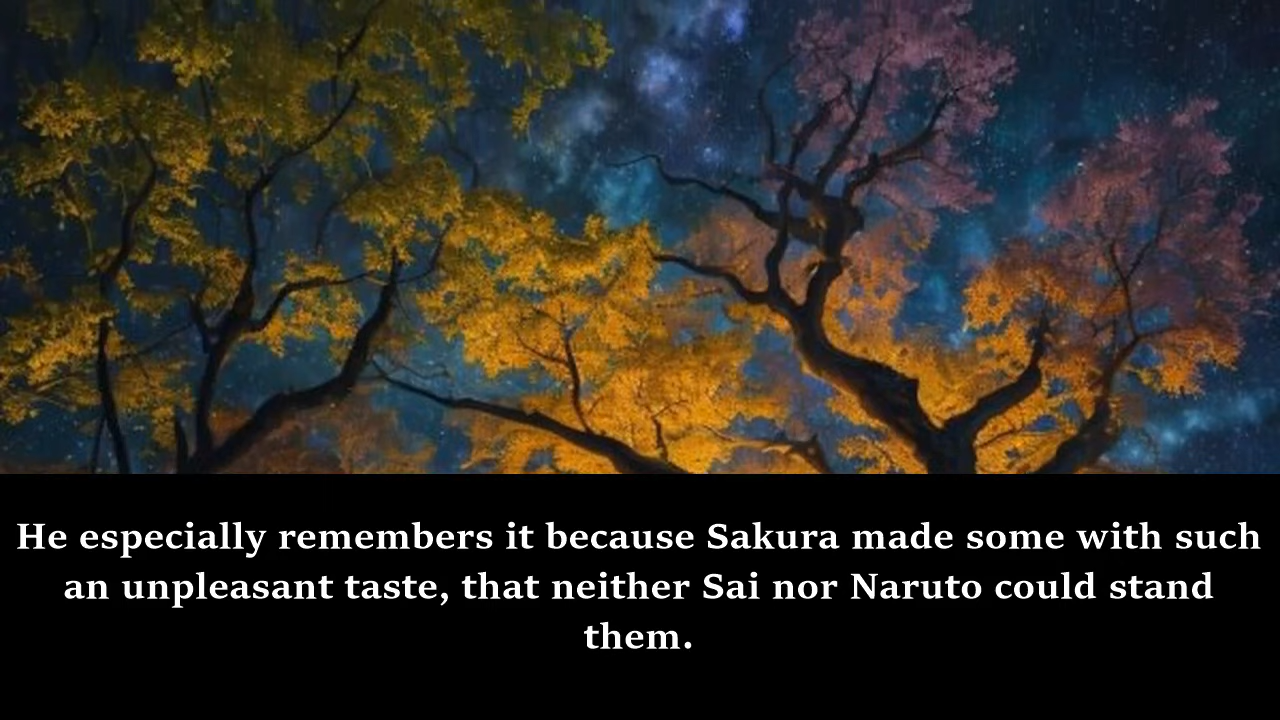 He especially remembers it because Sakura made some with such
an unpleasant taste, that neither Sai nor Naruto could stand
them.